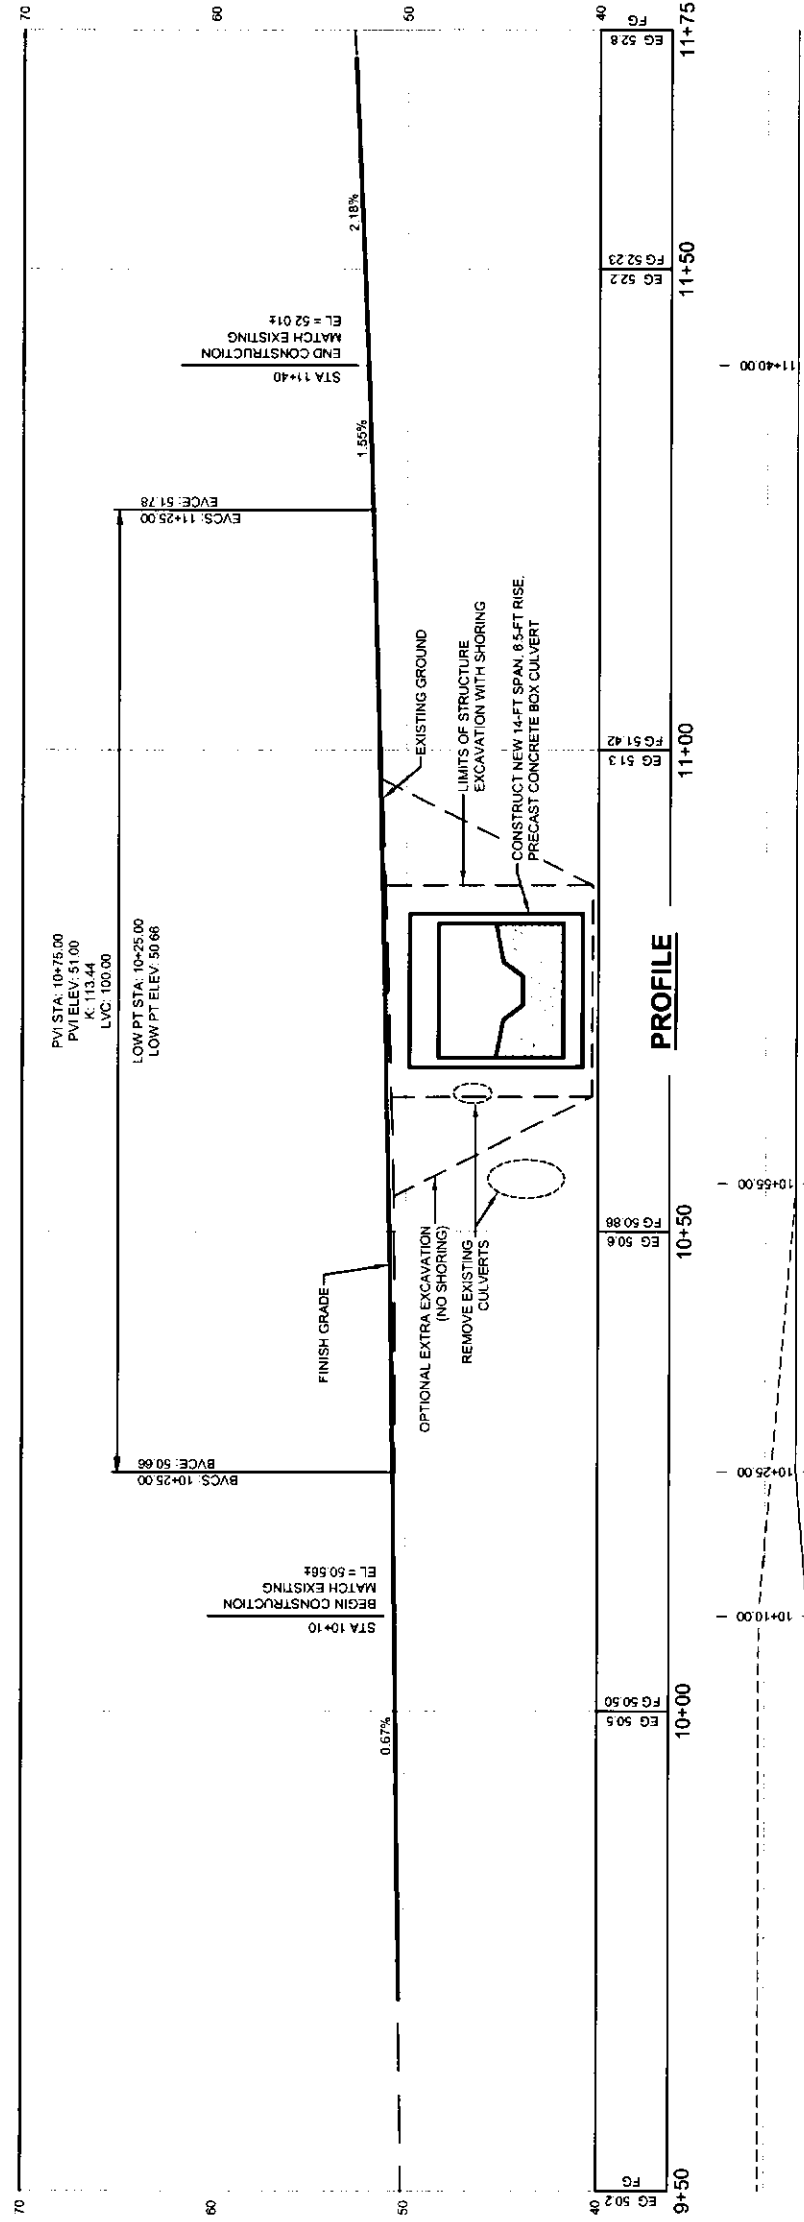 70
60
50
40
70
60
50
40
PVI STA: 10+75.00
PVI ELEV: 51.00
K: 113.44
LVC: 100.00
LOW PT STA: 10+25.00
LOW PT ELEV: 50.66
BVCS: 10+25.00
BVCE: 50.66
EVCS: 11+25.00
EVCE: 51.78
STA 10+10
BEGIN CONSTRUCTION
MATCH EXISTING
EL = 50.56±
STA 11+40
END CONSTRUCTION
MATCH EXISTING
EL = 52.01±
0.67%
1.55%
2.18%
FINISH GRADE
EXISTING GROUND
OPTIONAL EXTRA EXCAVATION
(NO SHORING)
REMOVE EXISTING
CULVERTS
LIMITS OF STRUCTURE
EXCAVATION WITH SHORING
CONSTRUCT NEW 14-FT SPAN, 6.5-FT RISE,
PRECAST CONCRETE BOX CULVERT
EG 50.2
FG
EG 50.5
FG 50.50
EG 50.6
FG 50.86
EG 51.3
FG 51.42
EG 52.2
FG 52.23
EG 52.8
FG
9+50
10+00
10+50
11+00
11+50
11+75
PROFILE
10+10.00
10+25.00
10+55.00
11+40.00